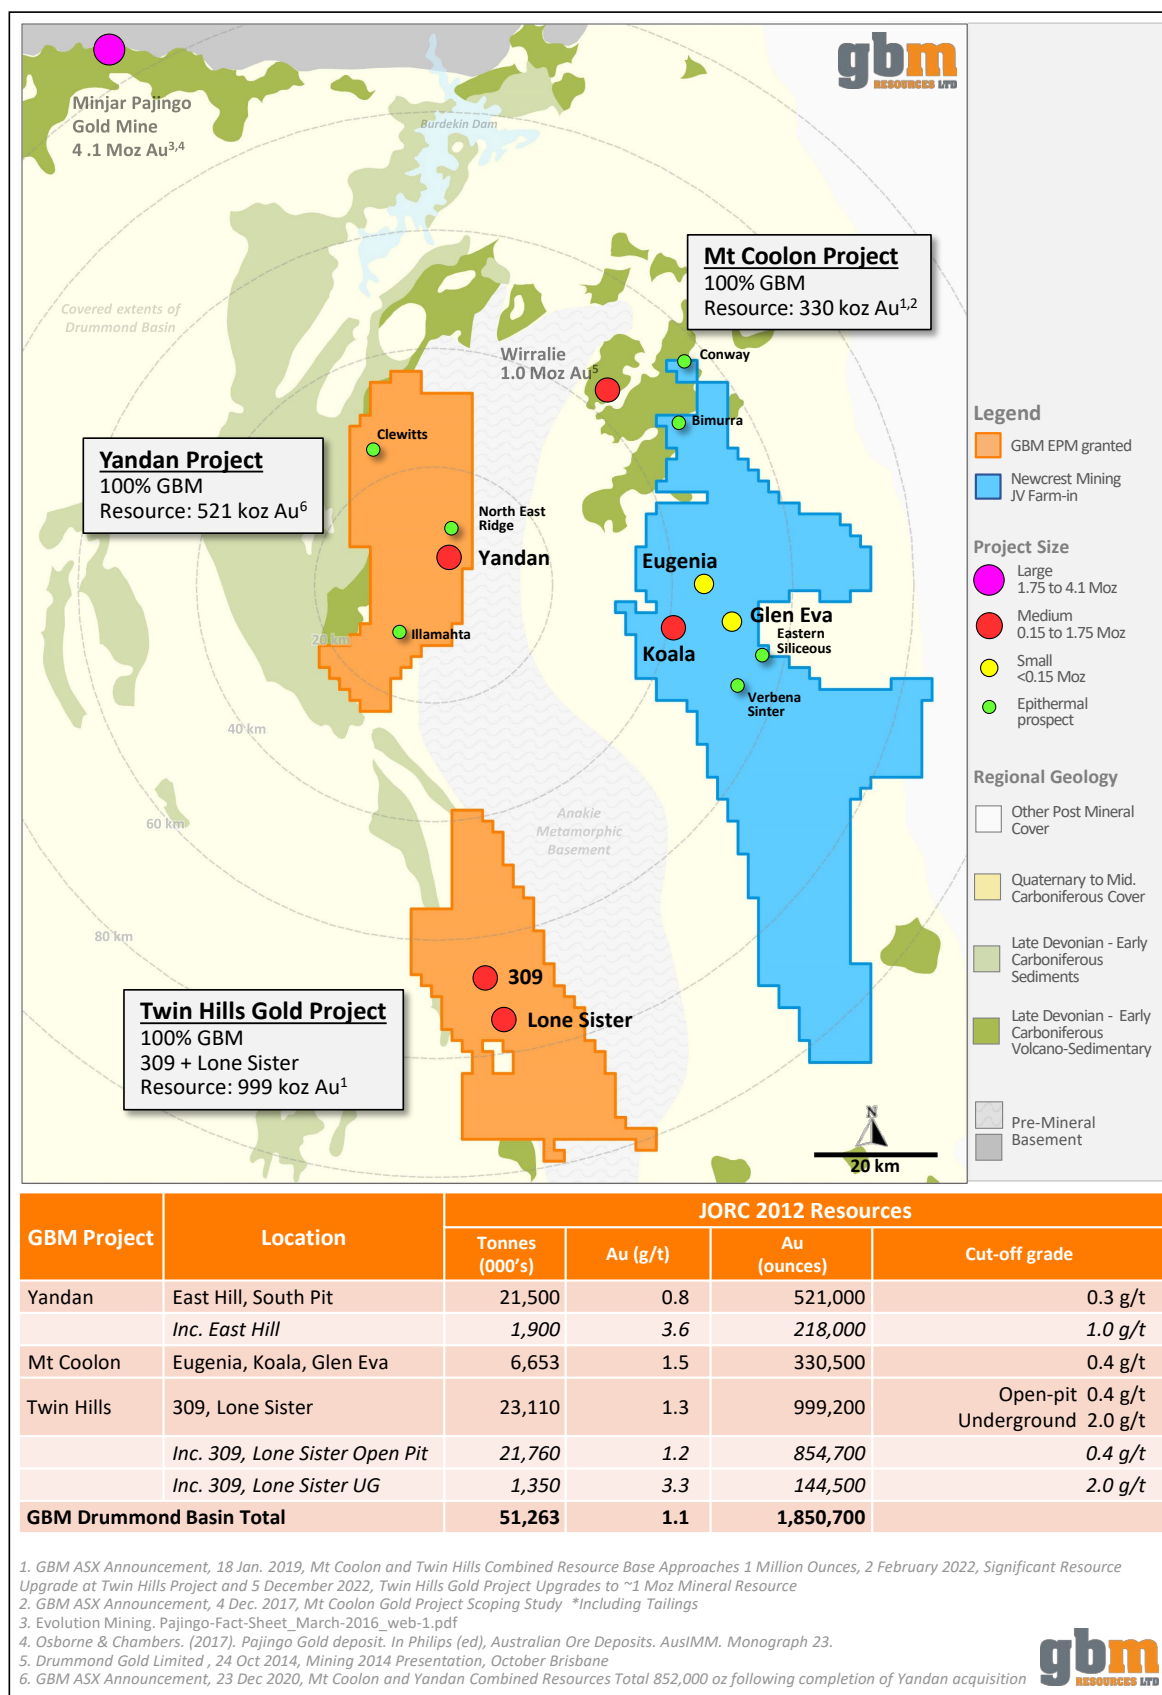 gbm
RESOURCES LTD
Minjar Pajingo
Gold Mine
4 .1 Moz Au3,4
Burdekin Dam
Mt Coolon Project
100% GBM
Resource: 330 koz Au1,2
Covered extents of
Drummond Basin
Wirralie
1.0 Moz Au5
Conway
Bimurra
Clewitts
Yandan Project
100% GBM
Resource: 521 koz Au6
North East
Ridge
Yandan
Eugenia
Glen Eva
Eastern
Siliceous
Koala
Illamahta
20 km
Verbena
Sinter
40 km
60 km
Anakie
Metamorphic
Basement
80 km
309
Lone Sister
Twin Hills Gold Project
100% GBM
309 + Lone Sister
Resource: 999 koz Au1
N
20 km
Legend
GBM EPM granted
Newcrest Mining
JV Farm-in
Project Size
Large
1.75 to 4.1 Moz
Medium
0.15 to 1.75 Moz
Small
<0.15 Moz
Epithermal
prospect
Regional Geology
Other Post Mineral
Cover
Quaternary to Mid.
Carboniferous Cover
Late Devonian - Early
Carboniferous
Sediments
Late Devonian - Early
Carboniferous
Volcano-Sedimentary
Pre-Mineral
Basement
GBM Project Location JORC 2012 Resources
Tonnes (000's) Au (g/t) Au (ounces) Cut-off grade
Yandan East Hill, South Pit 21,500 0.8 521,000 0.3 g/t
Inc. East Hill 1,900 3.6 218,000 1.0 g/t
Mt Coolon Eugenia, Koala, Glen Eva 6,653 1.5 330,500 0.4 g/t
Twin Hills 309, Lone Sister 23,110 1.3 999,200 Open-pit 0.4 g/t
Underground 2.0 g/t
Inc. 309, Lone Sister Open Pit 21,760 1.2 854,700 0.4 g/t
Inc. 309, Lone Sister UG 1,350 3.3 144,500 2.0 g/t
GBM Drummond Basin Total 51,263 1.1 1,850,700
1. GBM ASX Announcement, 18 Jan. 2019, Mt Coolon and Twin Hills Combined Resource Base Approaches 1 Million Ounces, 2 February 2022, Significant Resource
Upgrade at Twin Hills Project and 5 December 2022, Twin Hills Gold Project Upgrades to ~1 Moz Mineral Resource
2. GBM ASX Announcement, 4 Dec. 2017, Mt Coolon Gold Project Scoping Study *Including Tailings
3. Evolution Mining. Pajingo-Fact-Sheet_March-2016_web-1.pdf
4. Osborne & Chambers. (2017). Pajingo Gold deposit. In Philips (ed), Australian Ore Deposits. AusIMM. Monograph 23.
5. Drummond Gold Limited , 24 Oct 2014, Mining 2014 Presentation, October Brisbane
6. GBM ASX Announcement, 23 Dec 2020, Mt Coolon and Yandan Combined Resources Total 852,000 oz following completion of Yandan acquisition
gbm
RESOURCES LTD